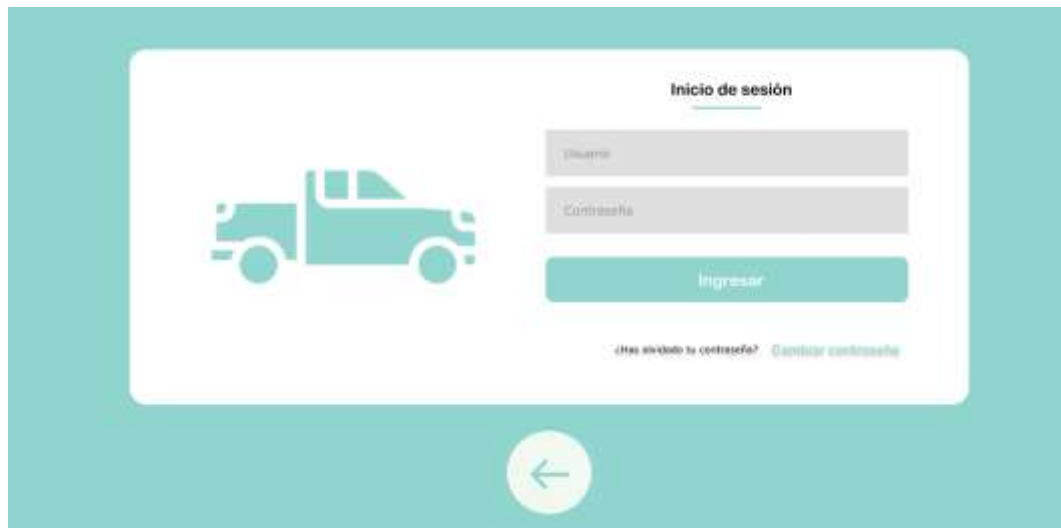 Inicio de sesión
Usuario
Contraseña
Ingresar
¿Has olvidado tu contraseña? Cambiar contraseña